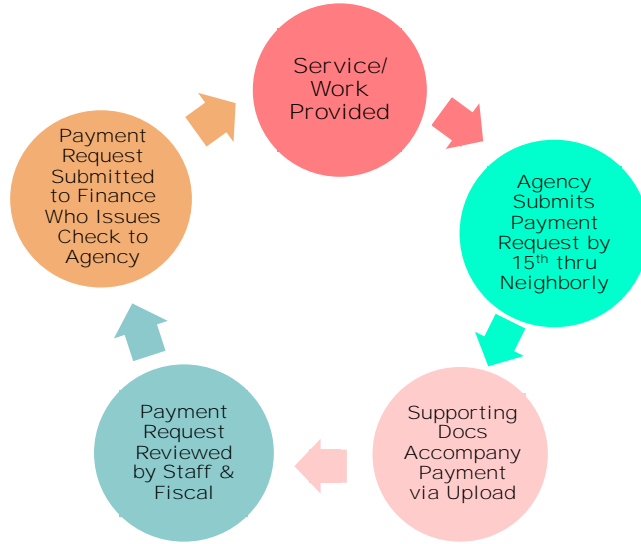 Service/
Work
Provided
Agency
Submits
Payment
Request by
15th thru
Neighborly
Supporting
Docs
Accompany
Payment
via Upload
Payment
Request
Reviewed
by Staff &
Fiscal
Payment
Request
Submitted
to Finance
Who Issues
Check to
Agency